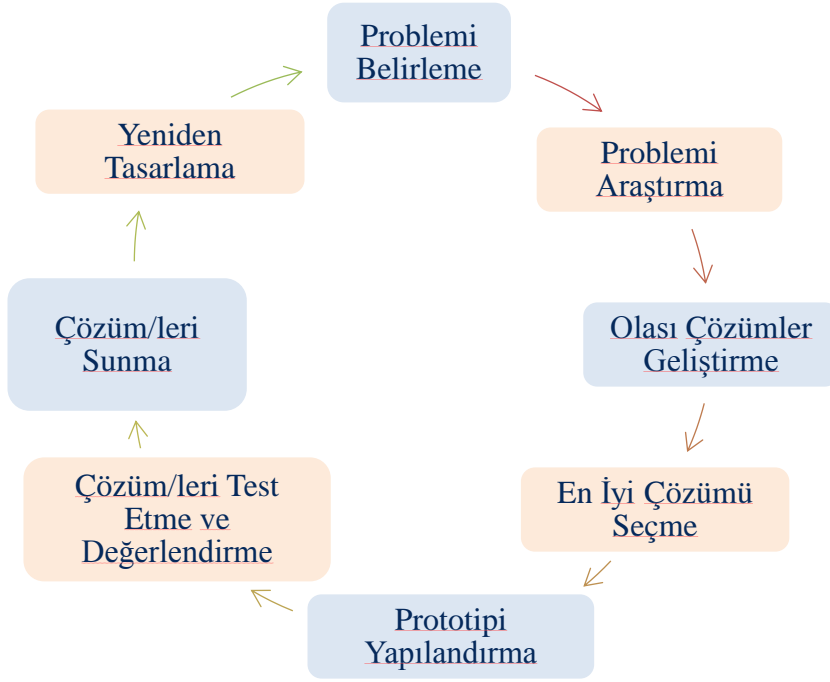 Problemi
Belirleme
Problemi
Araştırma
Olası Çözümler
Geliştirme
En İyi Çözümü
Seçme
Prototipi
Yapılandırma
Çözüm/leri Test
Etme ve
Değerlendirme
Çözüm/leri
Sunma
Yeniden
Tasarlama